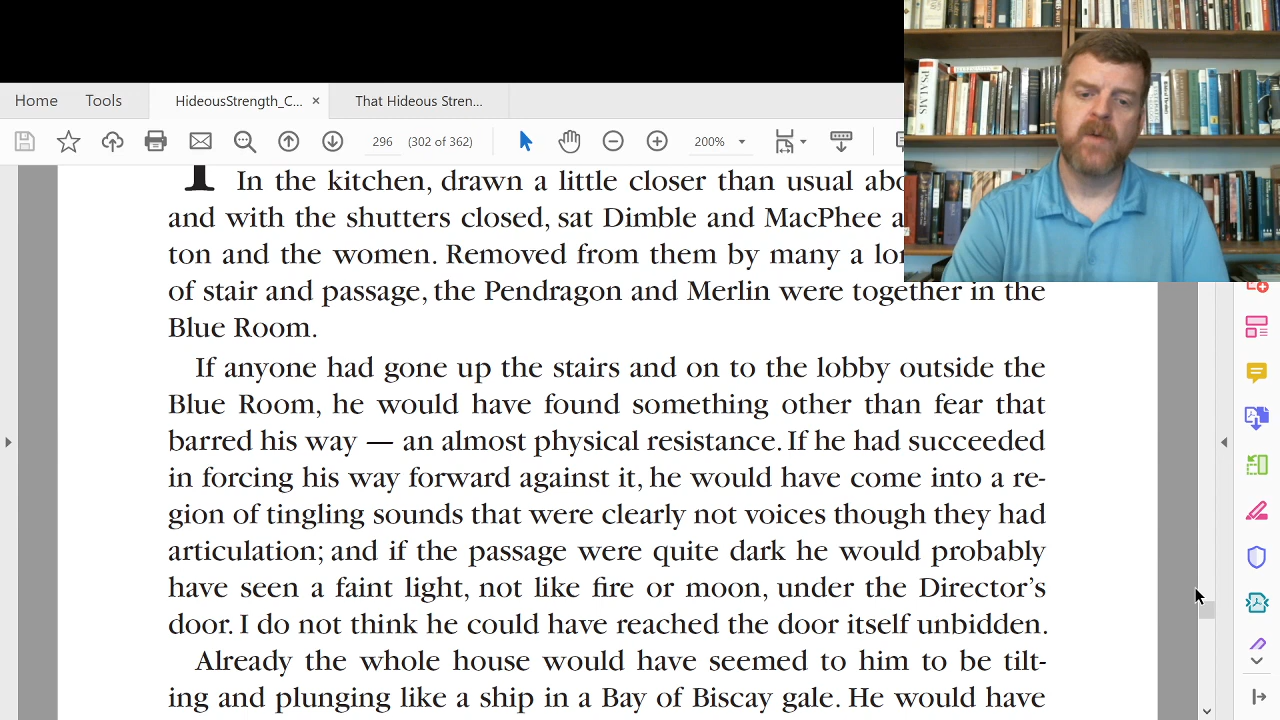 Home Tools HideousStrength_C... × That Hideous Stren...
296 (302 of 362) 200%
In the kitchen, drawn a little closer than usual abo
and with the shutters closed, sat Dimble and MacPhee a
ton and the women. Removed from them by many a lon
of stair and passage, the Pendragon and Merlin were together in the
Blue Room.
If anyone had gone up the stairs and on to the lobby outside the
Blue Room, he would have found something other than fear that
barred his way — an almost physical resistance. If he had succeeded
in forcing his way forward against it, he would have come into a re-
gion of tingling sounds that were clearly not voices though they had
articulation; and if the passage were quite dark he would probably
have seen a faint light, not like fire or moon, under the Director's
door. I do not think he could have reached the door itself unbidden.
Already the whole house would have seemed to him to be tilt-
ing and plunging like a ship in a Bay of Biscay gale. He would have
PSALMS